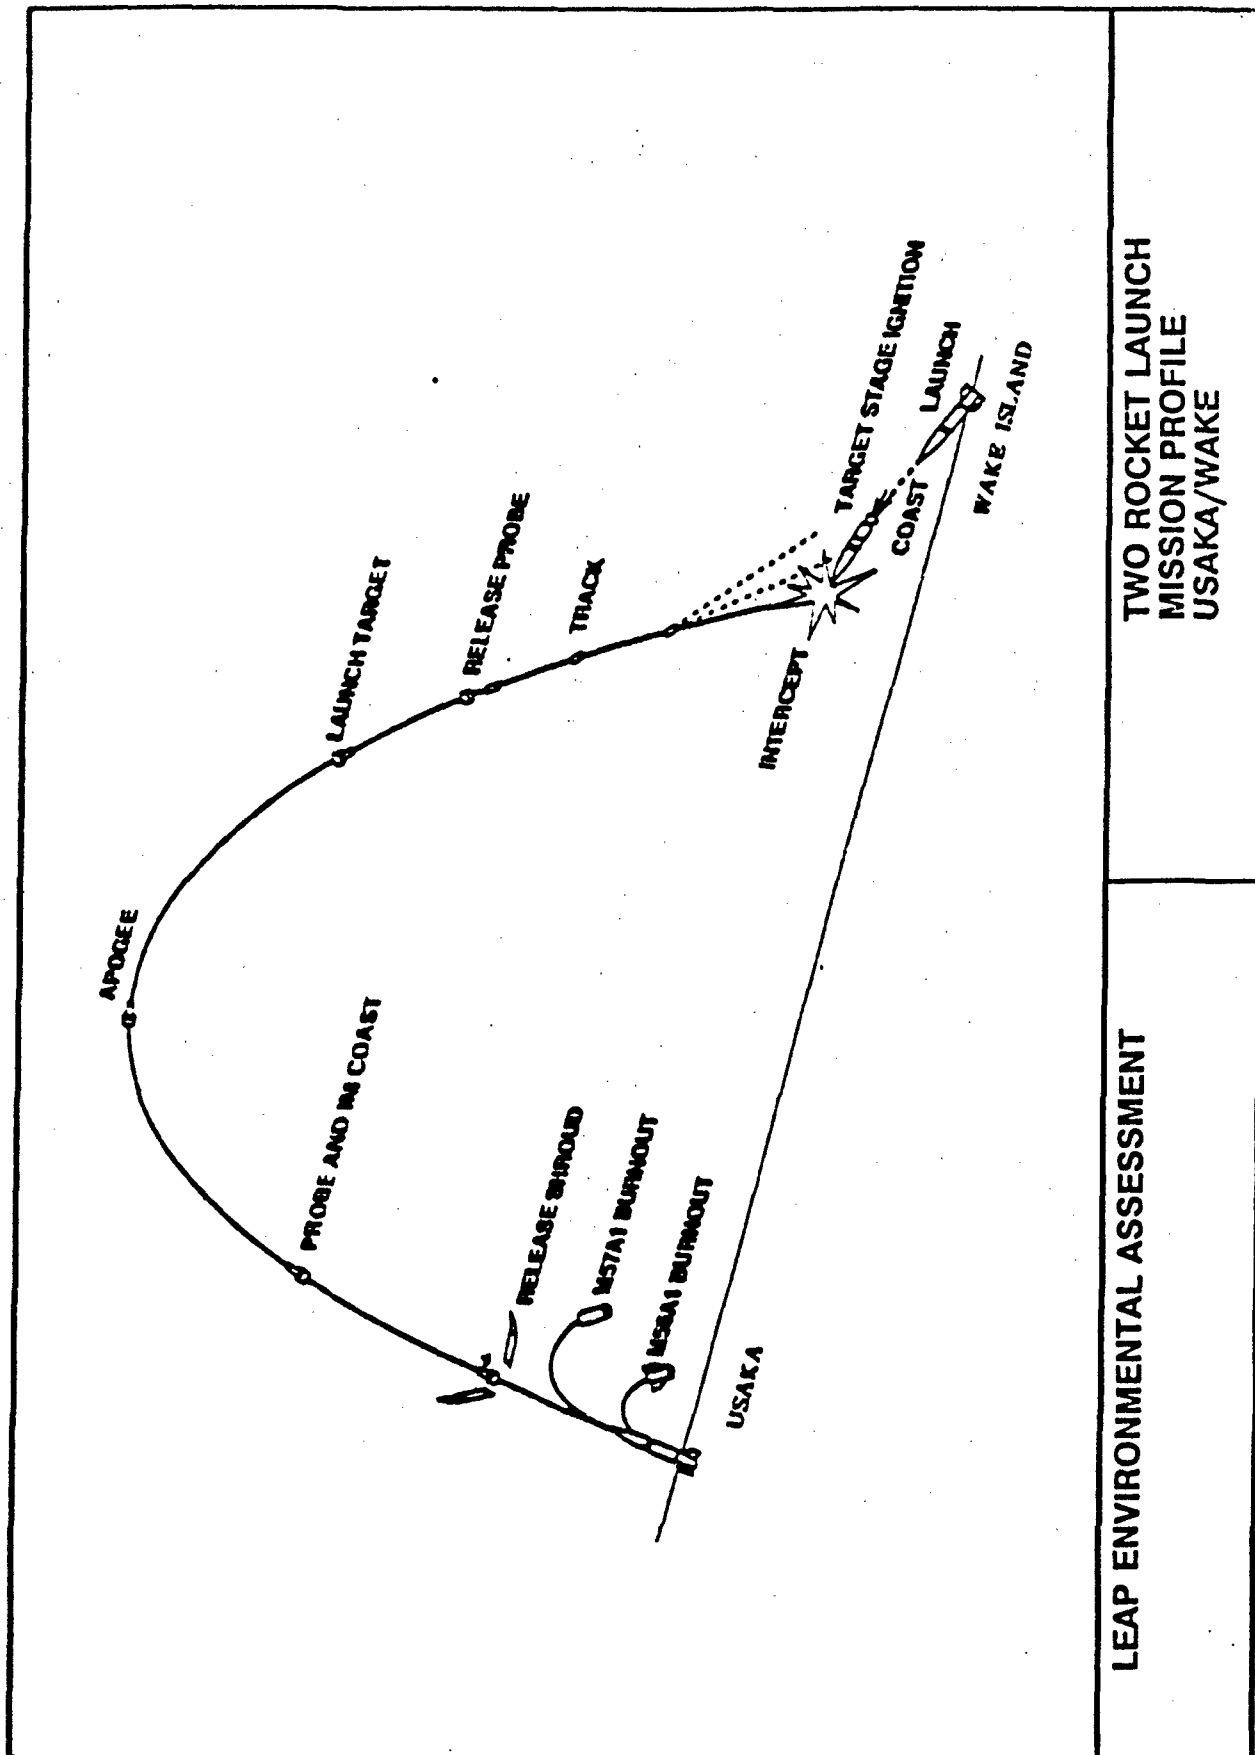 APOGEE
LAUNCH TARGET
PROBE AND IM COAST
RELEASE PROBE
TRACK
RELEASE SHROUD
M57A1 BURNOUT
M56A1 BURNOUT
INTERCEPT
TARGET STAGE IGNITION
COAST
LAUNCH
USAKA
WAKE ISLAND
LEAP ENVIRONMENTAL ASSESSMENT
TWO ROCKET LAUNCH
MISSION PROFILE
USAKA/WAKE